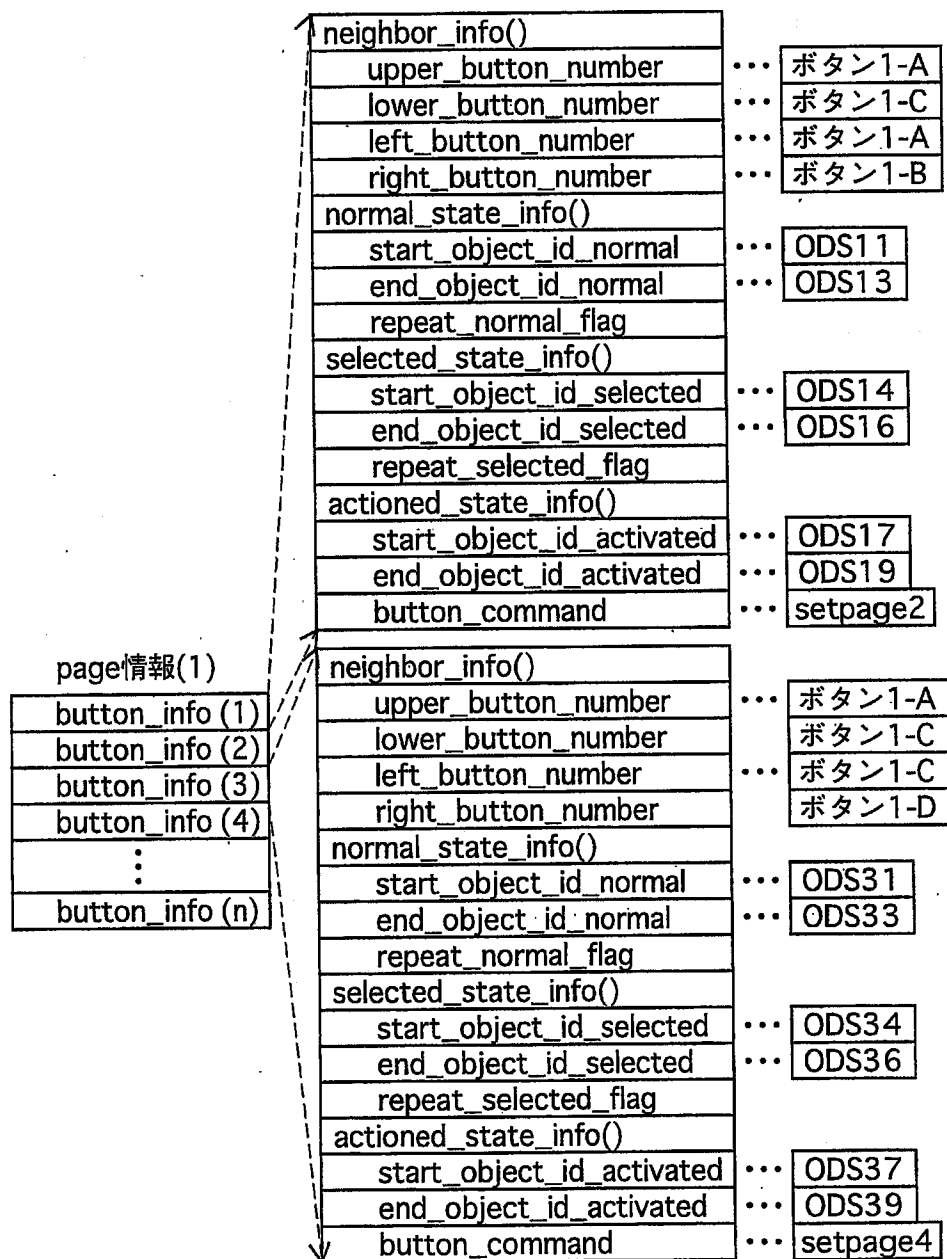 neighbor_info()
upper_button_number ··· ボタン1-A
lower_button_number ··· ボタン1-C
left_button_number ··· ボタン1-A
right_button_number ··· ボタン1-B
normal_state_info()
start_object_id_normal ··· ODS11
end_object_id_normal ··· ODS13
repeat_normal_flag
selected_state_info()
start_object_id_selected ··· ODS14
end_object_id_selected ··· ODS16
repeat_selected_flag
actioned_state_info()
start_object_id_activated ··· ODS17
end_object_id_activated ··· ODS19
button_command ··· setpage2
page情報(1)
button_info (1)
button_info (2)
button_info (3)
button_info (4)
⋮
button_info (n)
neighbor_info()
upper_button_number ··· ボタン1-A
lower_button_number ボタン1-C
left_button_number ··· ボタン1-C
right_button_number ボタン1-D
normal_state_info()
start_object_id_normal ··· ODS31
end_object_id_normal ··· ODS33
repeat_normal_flag
selected_state_info()
start_object_id_selected ··· ODS34
end_object_id_selected ··· ODS36
repeat_selected_flag
actioned_state_info()
start_object_id_activated ··· ODS37
end_object_id_activated ··· ODS39
button_command ··· setpage4